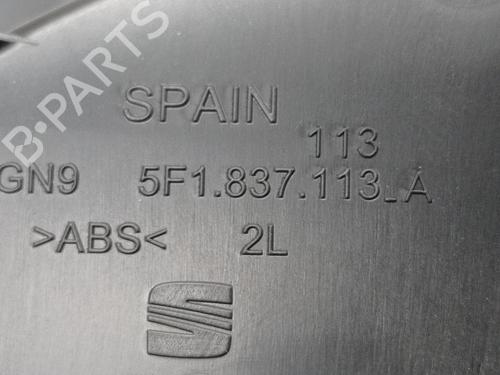 B-PARTS
SPAIN
113
GN9 5F1.837.113_A
>ABS< 2L